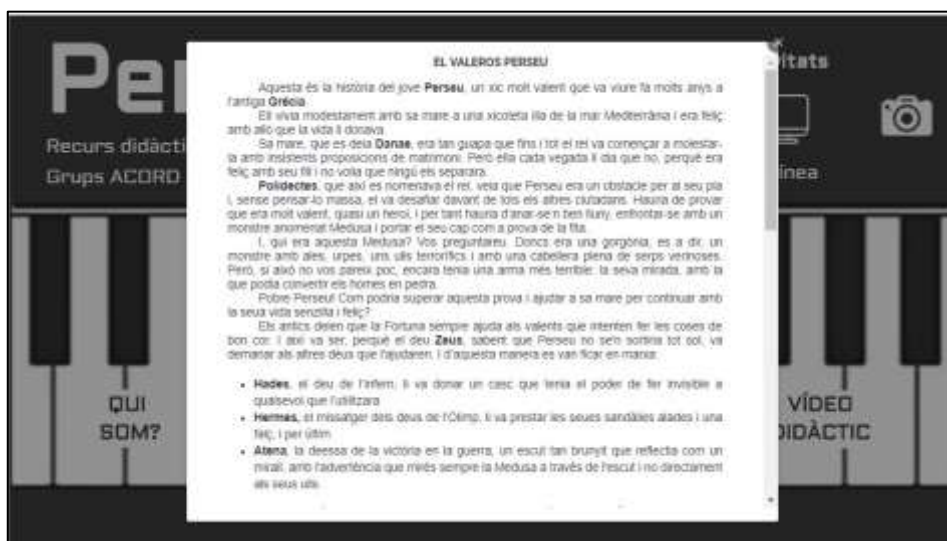 Per
Recurs didàcti
Grups ACORD
QUI
SOM?
EL VALEROS PERSEU
Aquesta és la història del jove Perseu, un xic molt valent que va viure fa molts anys a
l'antiga Grécia.
Ell vivia modestament amb sa mare a una xicoteta illa de la mar Mediterrània i era feliç
amb allò que la vida li donava.
Sa mare, que es deia Danae, era tan guapa que fins i tot el rei va començar a molestar-
la amb insistents proposicions de matrimoni. Però ella cada vegada li dia que no, perquè era
feliç amb seu fill i no volia que ningú els separara.
Polidectes, que així es nomenava el rei, veia que Perseu era un obstacle per al seu pla
i, sense pensar-lo massa, el va desafiar davant de tots els altres ciutadans. Hauria de provar
que era molt valent, quasi un heroi, i per tant hauria d'anar-se'n ben lluny, enfrontar-se amb un
monstre anomenat Medusa i portar el seu cap com a prova de la fita.
I, qui era aquesta Medusa? Vos preguntareu. Doncs era una gorgònia, es a dir, un
monstre amb ales, urpes, uns ulls terrorífics i amb una cabellera plena de serps verinoses.
Però, si això no vos pareix poc, encara tenia una arma més terrible: la seva mirada, amb la
que podia convertir els homes en pedra.
Pobre Perseu! Com podria superar aquesta prova i ajudar a sa mare per continuar amb
la seua vida senzilla i feliç?
Els antics deien que la Fortuna sempre ajuda als valents que intenten fer les coses de
bon cor. I així va ser, perquè el deu Zeus, sabent que Perseu no se'n sortiria tot sol, va
demanar als altres deus que l'ajudaren. I d'aquesta manera es van ficar en marxa:
• Hades, el deu de l'infern, li va donar un casc que tenia el poder de fer invisible a
qualsevol que l'utilitzara
• Hermes, el missatger dels deus de l'Olimp, li va prestar les seues sandàlies alades i una
falç, i per últim
• Atena, la deessa de la victòria en la guerra, un escut tan brunyit que reflectia com un
mirall, amb l'advertència que mirés sempre la Medusa a través de l'escut i no directament
als seus ulls.
vitats
ínea
VÍDEO
DIDÀCTIC